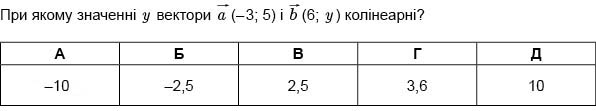 При якому значенні y вектори a⃗ (–3; 5) і b⃗ (6; y) колінеарні?
А Б В Г Д
–10 –2,5 2,5 3,6 10